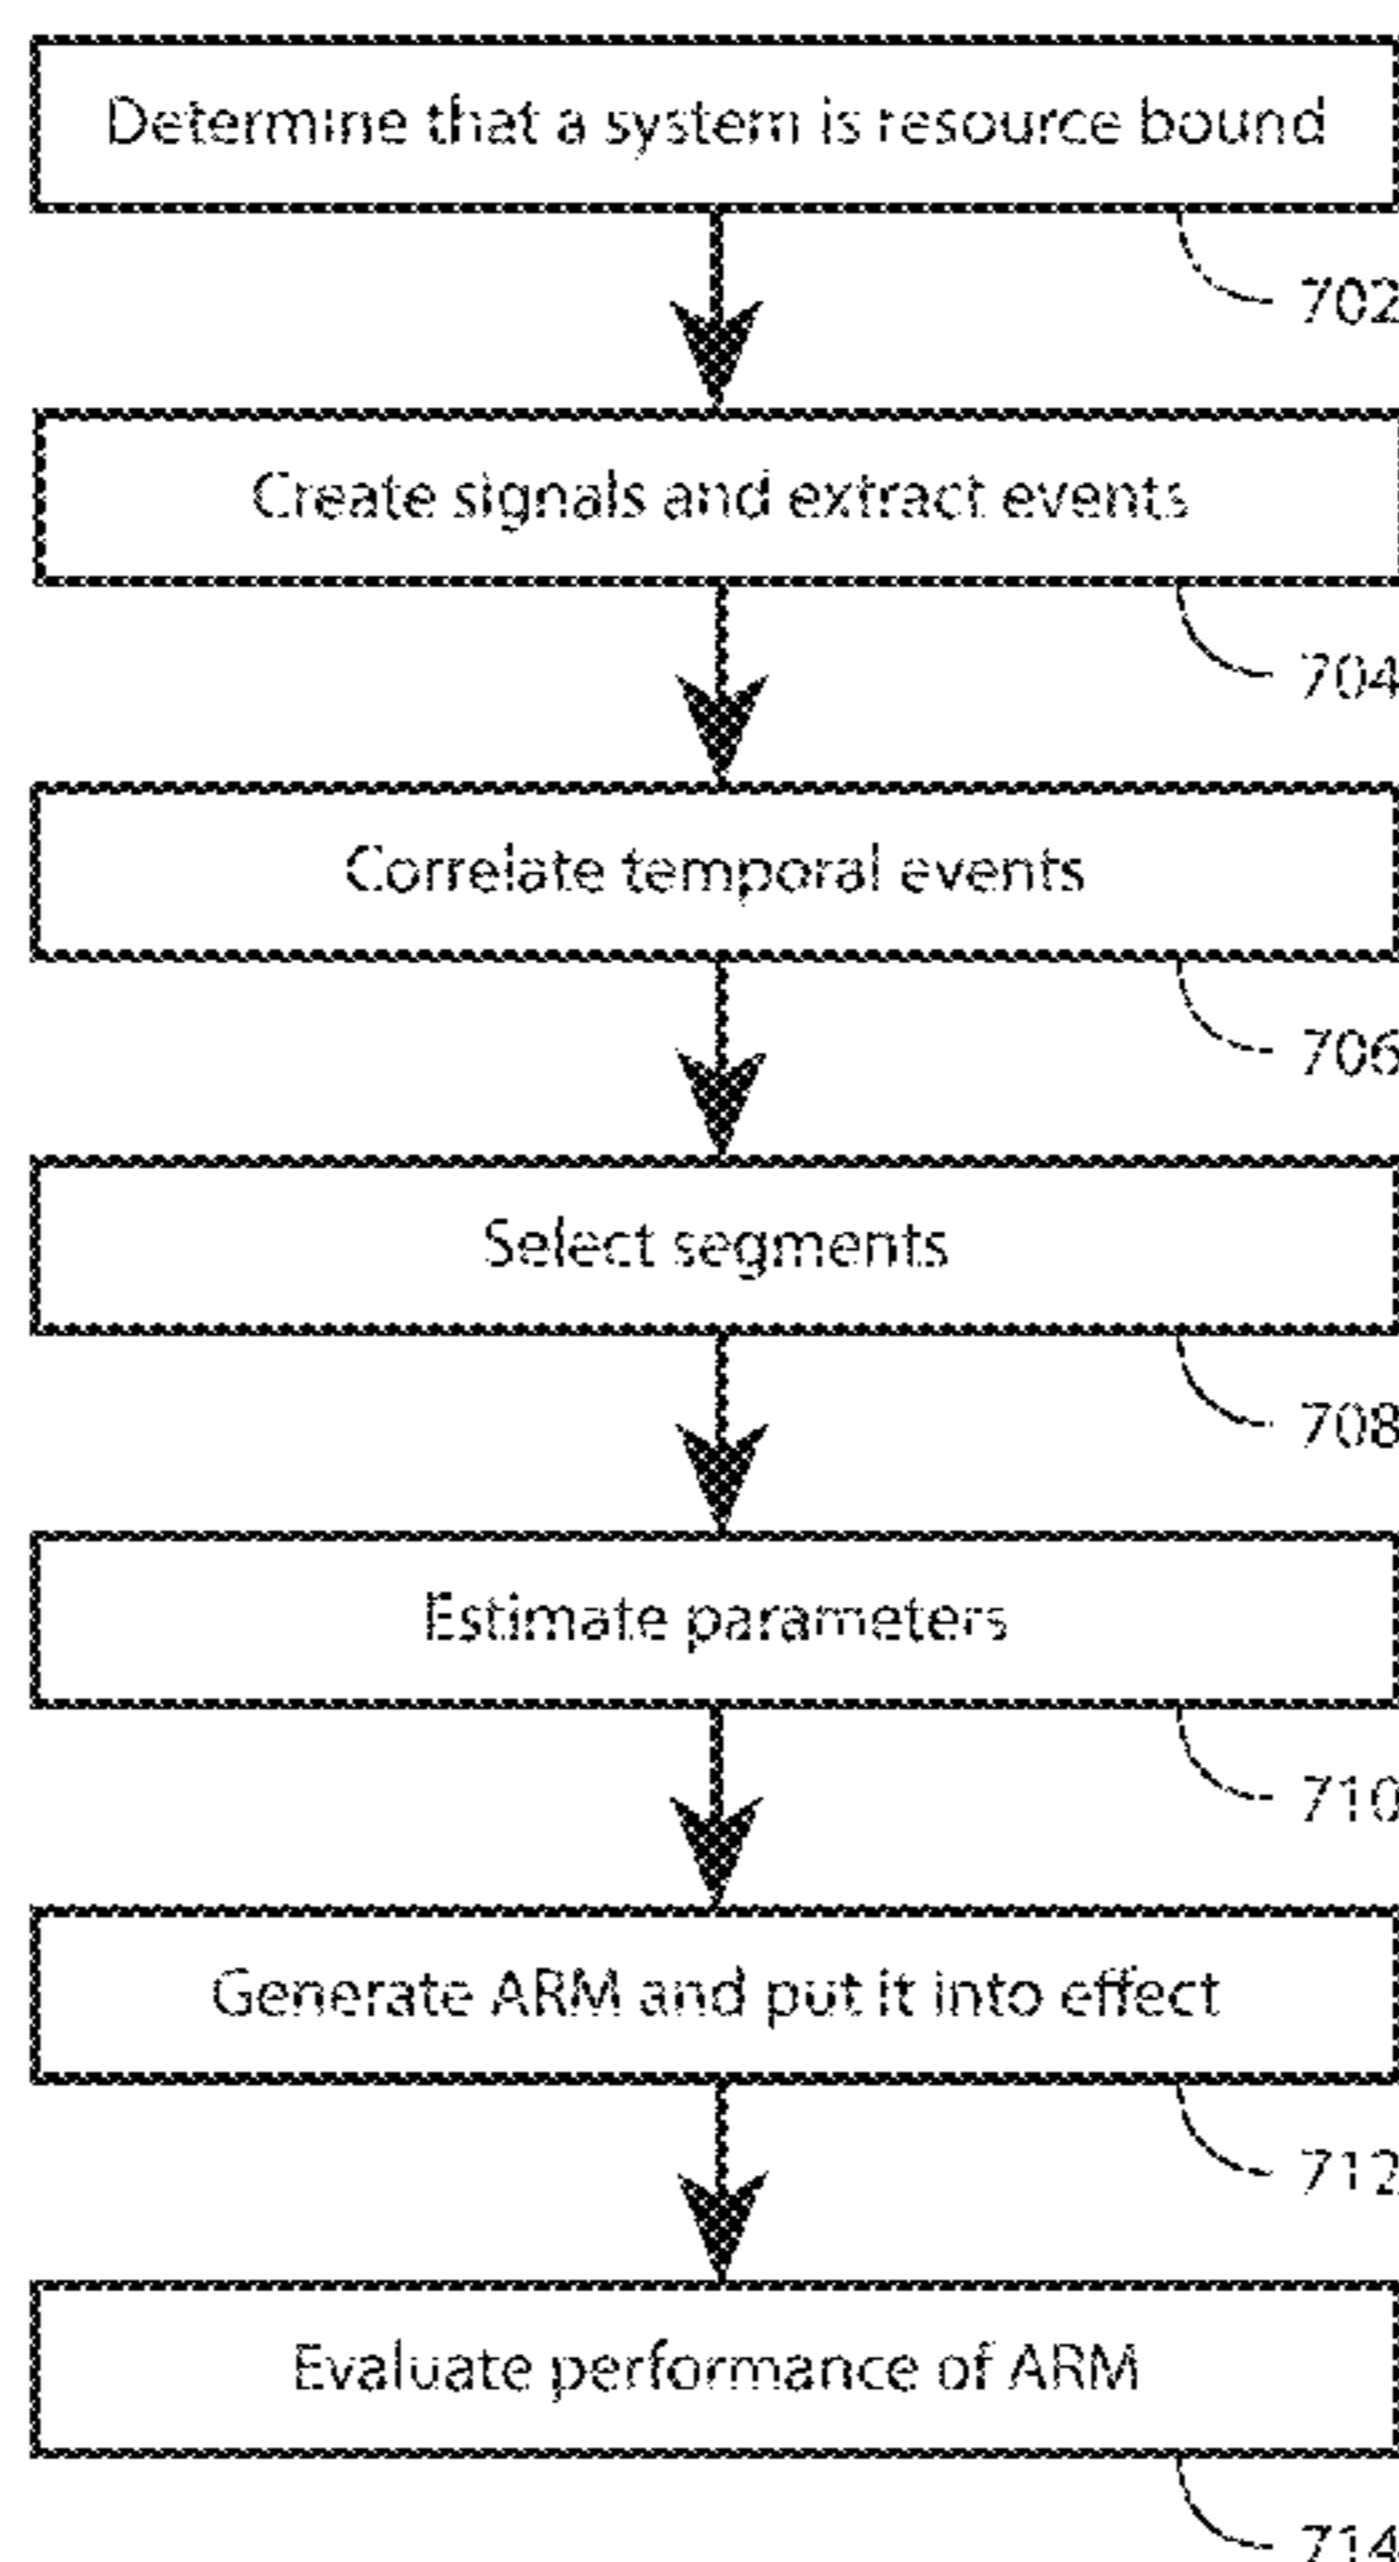 Determine that a system is resource bound
702
Create signals and extract events
704
Correlate temporal events
706
Select segments
708
Estimate parameters
710
Generate ARM and put it into effect
712
Evaluate performance of ARM
714